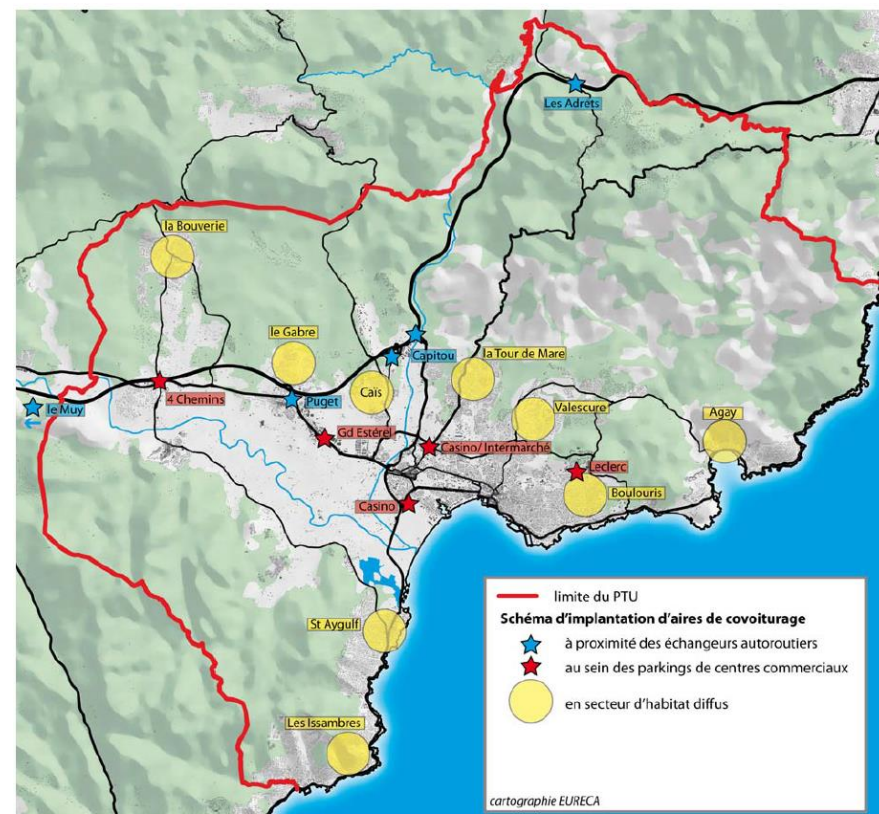 Les Adrets
la Bouverie
le Gabre
Capitou
la Tour de Mare
Caïs
Puget
4 Chemins
le Muy
Valescure
Agay
Gd Estérel
Casino/Intermarché
Leclerc
Boulouris
Casino
St Aygulf
Les Issambres
limite du PTU
Schéma d'implantation d'aires de covoiturage
à proximité des échangeurs autoroutiers
au sein des parkings de centres commerciaux
en secteur d'habitat diffus
cartographie EURECA